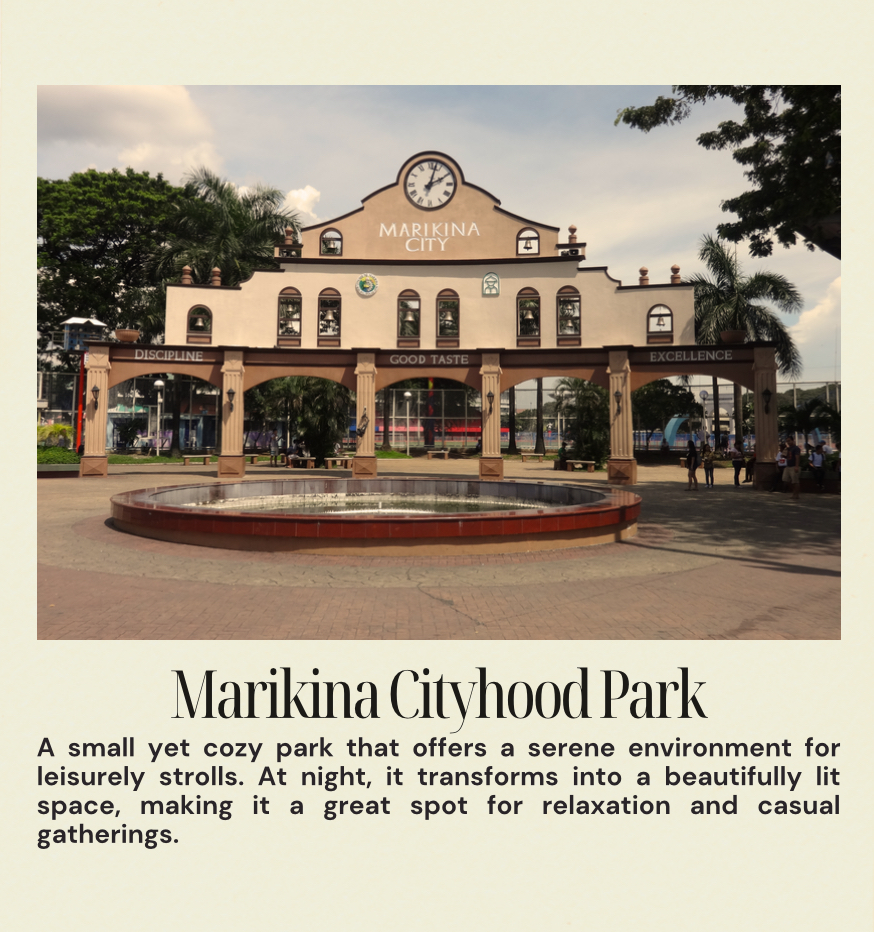 MARIKINA
CITY
DISCIPLINE
GOOD TASTE
EXCELLENCE
Marikina Cityhood Park
A small yet cozy park that offers a serene environment for
leisurely strolls. At night, it transforms into a beautifully lit
space, making it a great spot for relaxation and casual
gatherings.